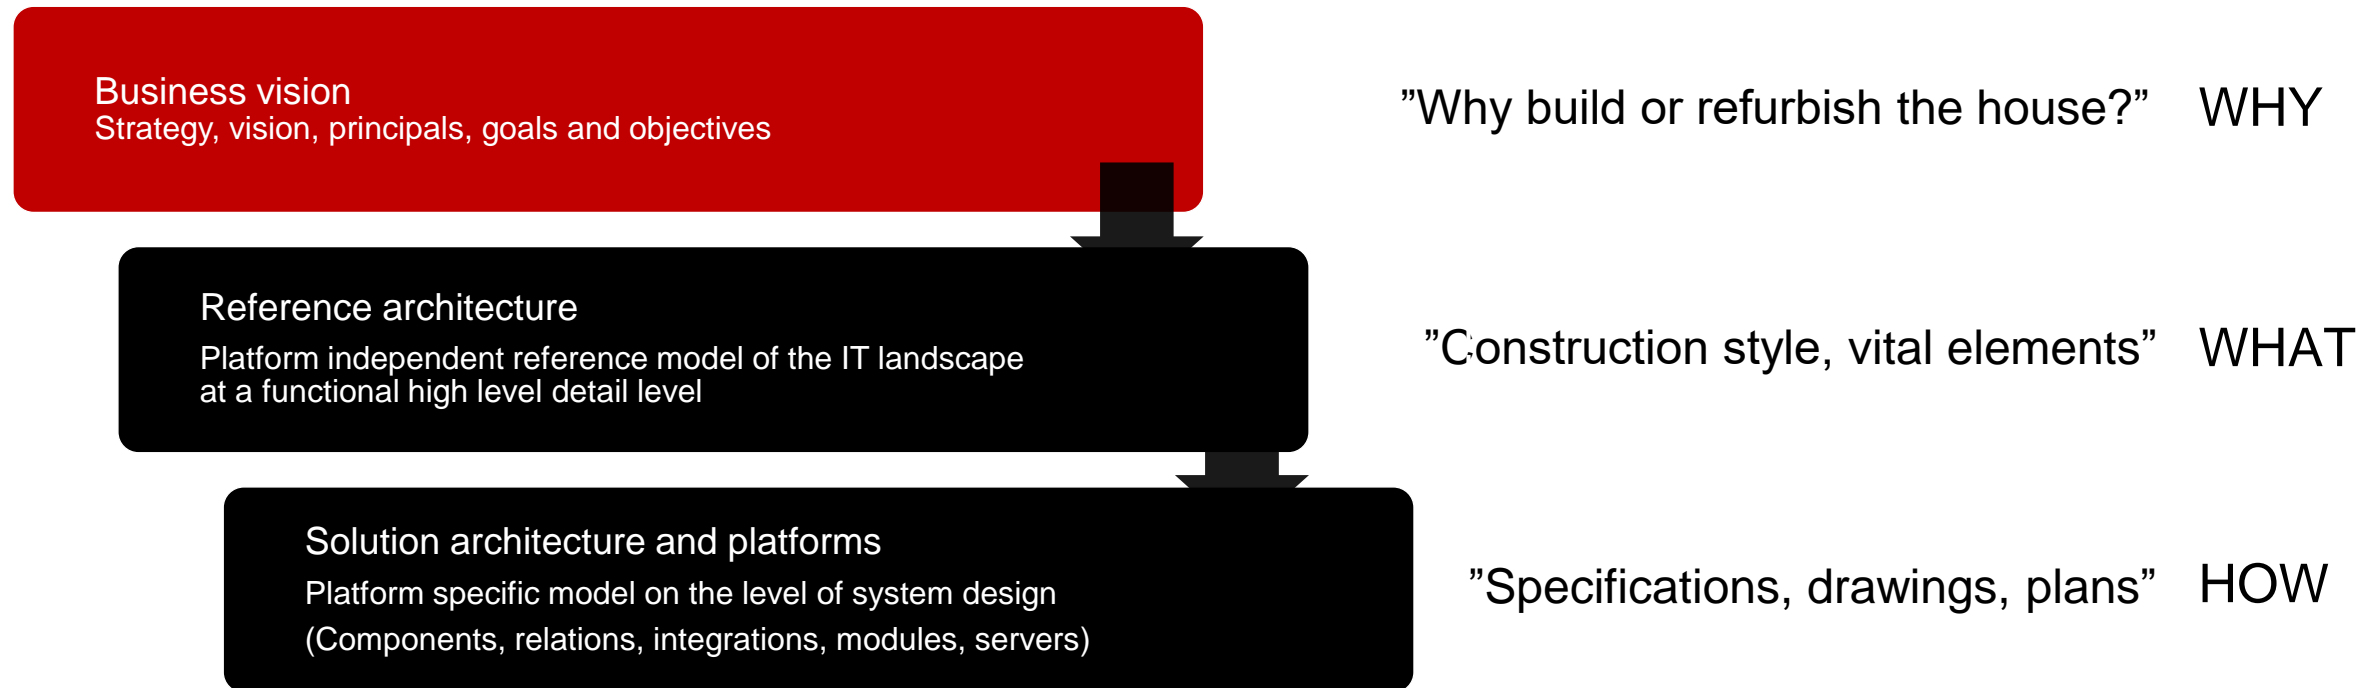 Business vision
Strategy, vision, principals, goals and objectives
”Why build or refurbish the house?” WHY
Reference architecture
Platform independent reference model of the IT landscape
at a functional high level detail level
”Construction style, vital elements” WHAT
Solution architecture and platforms
Platform specific model on the level of system design
(Components, relations, integrations, modules, servers)
”Specifications, drawings, plans” HOW